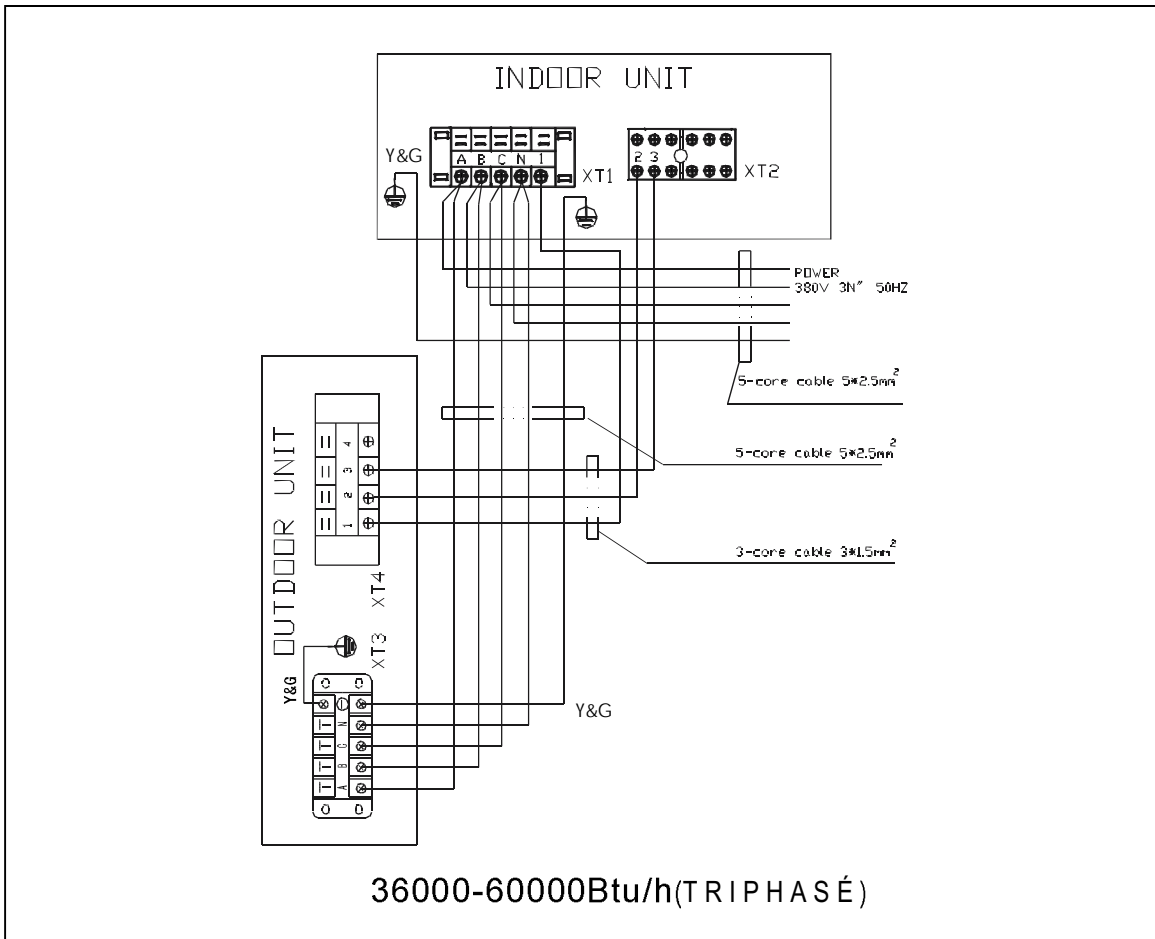 INDOOR UNIT
Y&G
A B C N 1
XT1
2 3
XT2
POWER
380V 3N″ 50HZ
5-core cable 5*2.5mm²
5-core cable 5*2.5mm²
3-core cable 3*1.5mm²
OUTDOOR UNIT
4
3
2
1
XT4
XT3
Y&G
N
C
B
A
Y&G
36000-60000Btu/h(TRIPHASÉ)